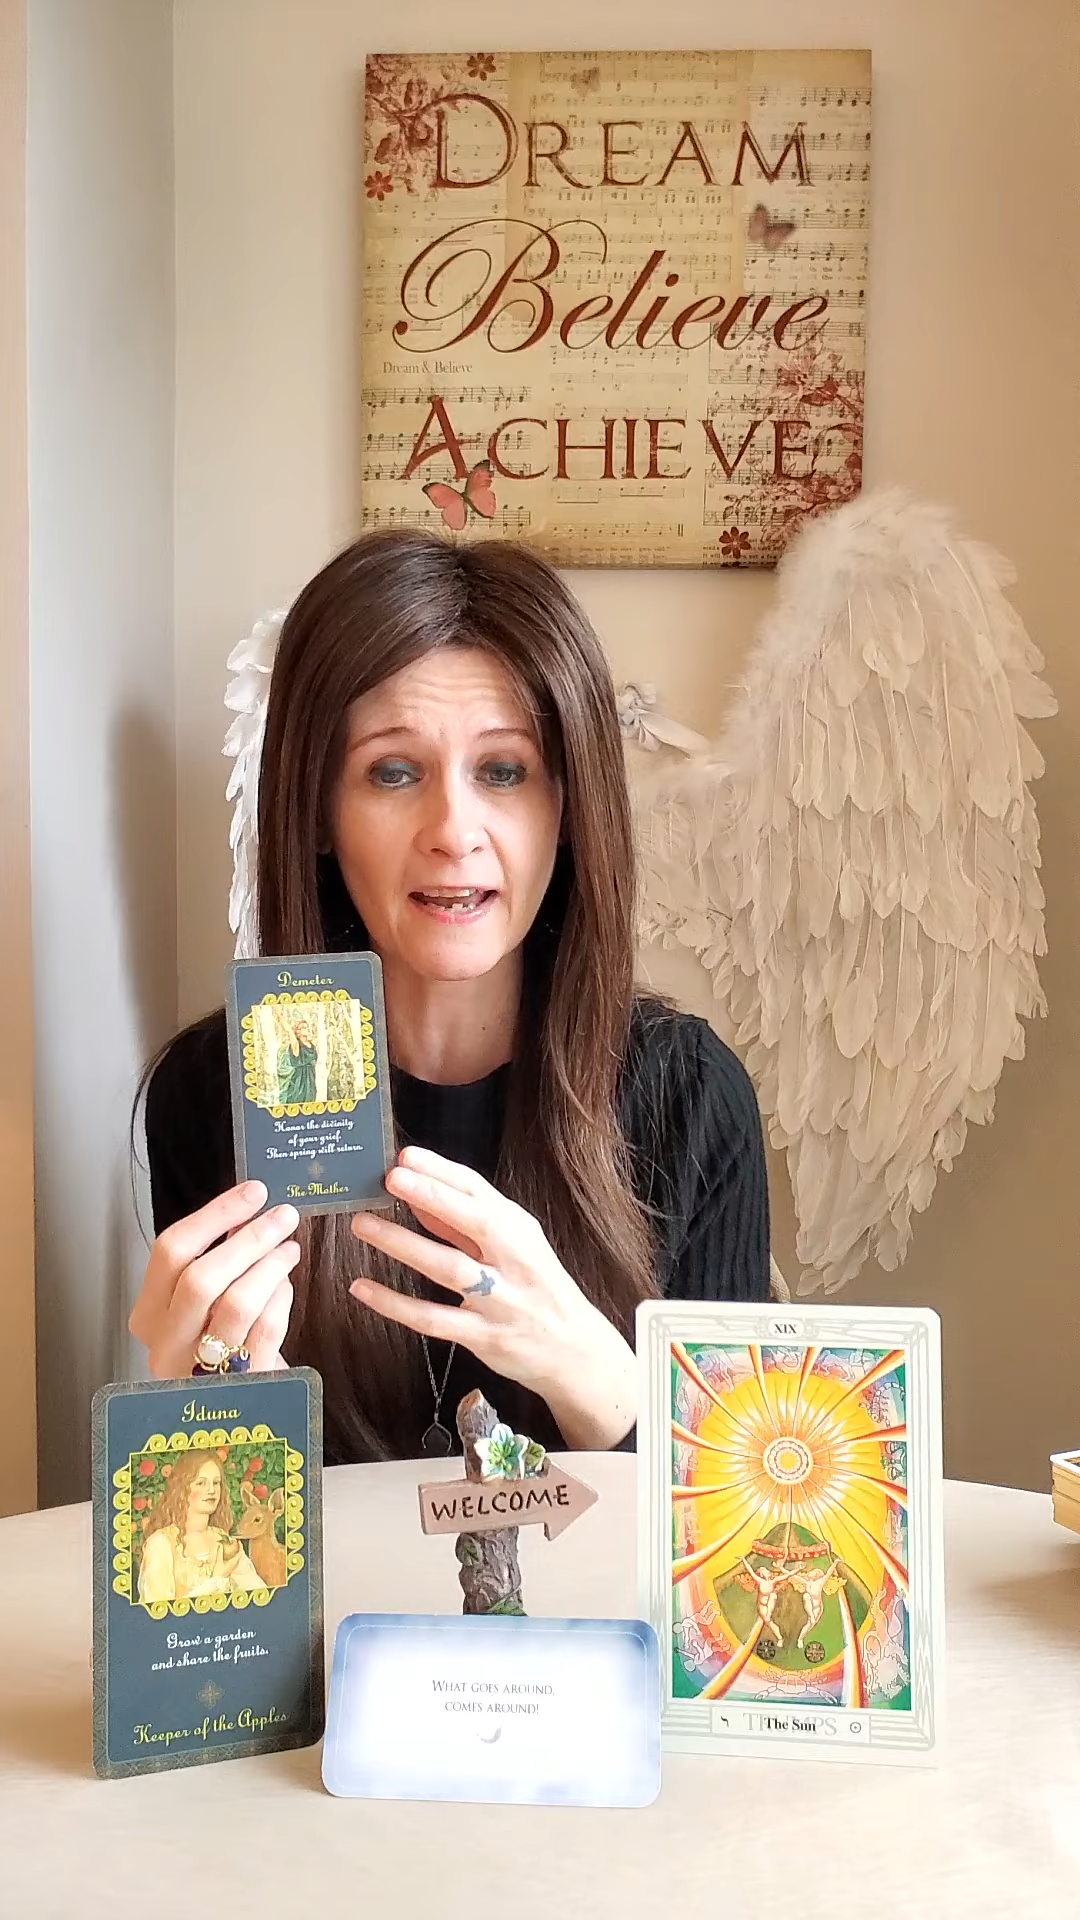 DREAM
Believe
Dream & Believe
ACHIEVE
Demeter
Honor the divinity
of your grief.
Then spring will return.
The Mother
Iduna
Grow a garden
and share the fruits.
Keeper of the Apples
WELCOME
WHAT GOES AROUND,
COMES AROUND!
XIX
The Sun